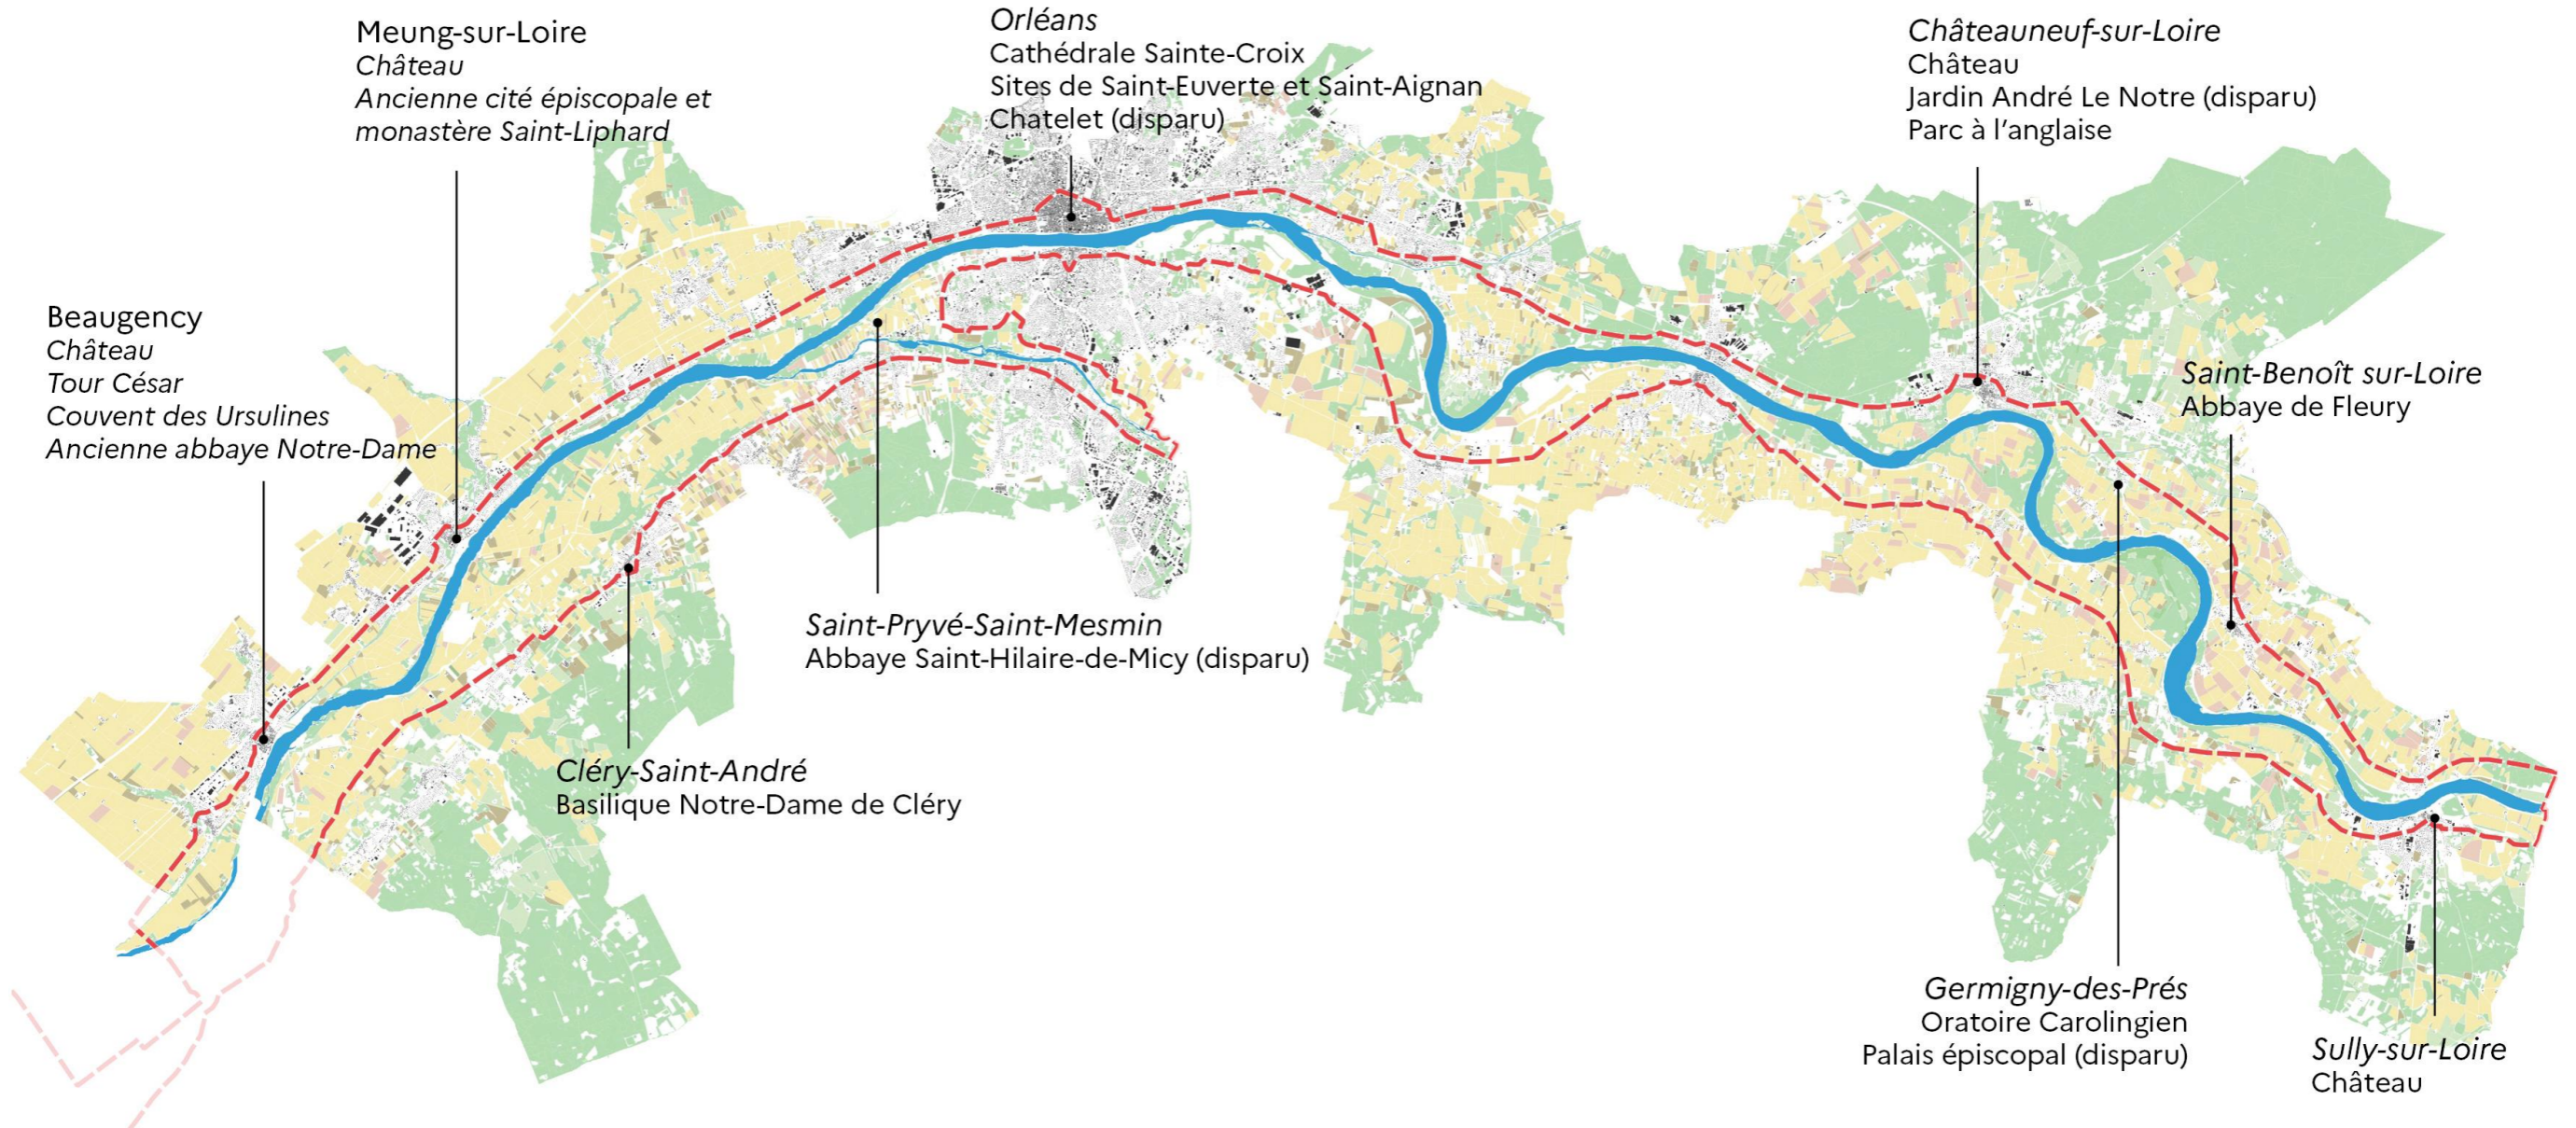 Meung-sur-Loire
Château
Ancienne cité épiscopale et
monastère Saint-Liphard
Orléans
Cathédrale Sainte-Croix
Sites de Saint-Euverte et Saint-Aignan
Chatelet (disparu)
Châteauneuf-sur-Loire
Château
Jardin André Le Notre (disparu)
Parc à l'anglaise
Beaugency
Château
Tour César
Couvent des Ursulines
Ancienne abbaye Notre-Dame
Saint-Benoît sur-Loire
Abbaye de Fleury
Saint-Pryvé-Saint-Mesmin
Abbaye Saint-Hilaire-de-Micy (disparu)
Cléry-Saint-André
Basilique Notre-Dame de Cléry
Germigny-des-Prés
Oratoire Carolingien
Palais épiscopal (disparu)
Sully-sur-Loire
Château